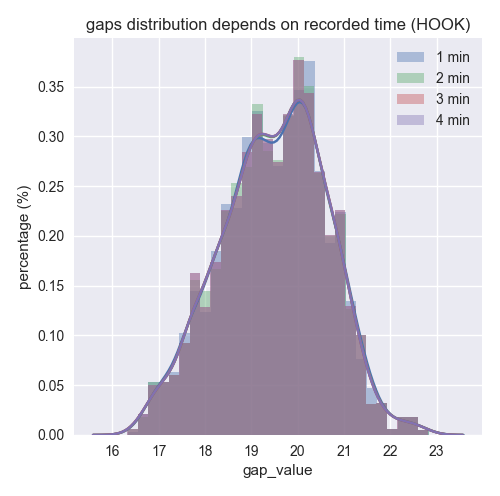 gaps distribution depends on recorded time (HOOK)
1 min
2 min
3 min
4 min
percentage (%)
0.35
0.30
0.25
0.20
0.15
0.10
0.05
0.00
16 17 18 19 20 21 22 23
gap_value